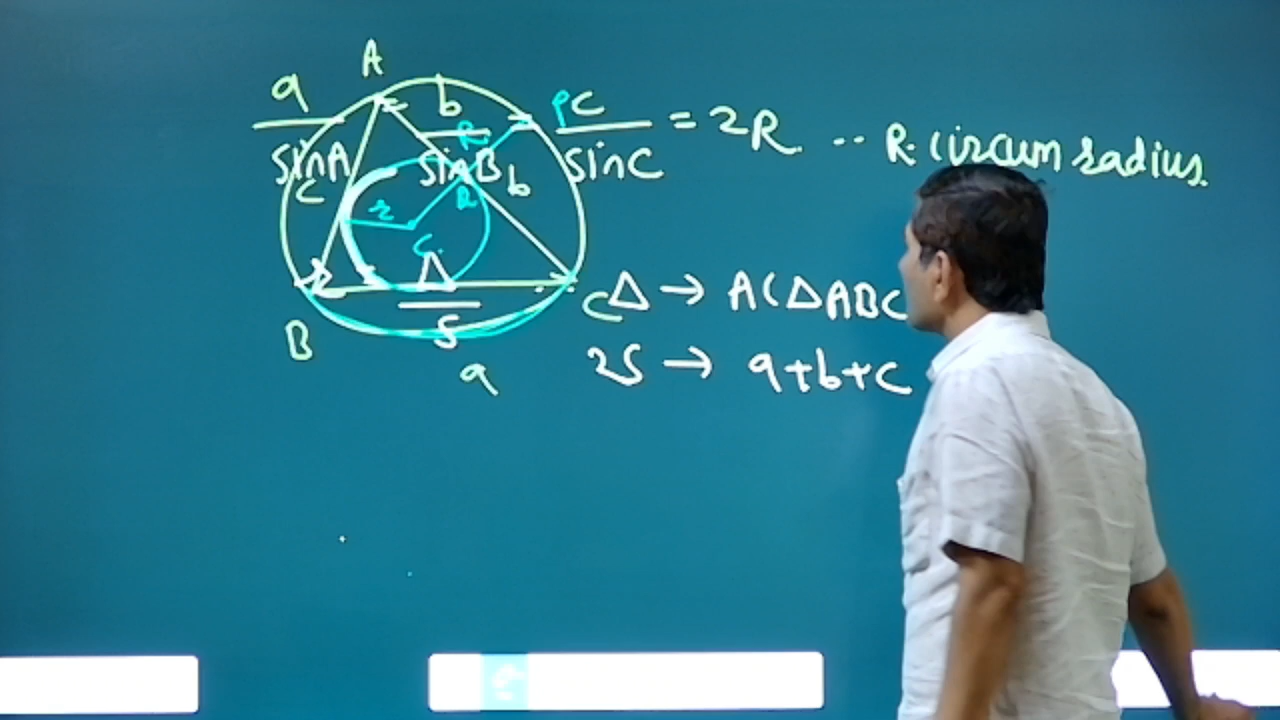 A
a/sinA b/sinB c/sinC = 2R .. R. Circum radius.
P
R
c
b
r
R
C
Δ/S
B
C
a
Δ → A(ΔABC
2S → a+b+c